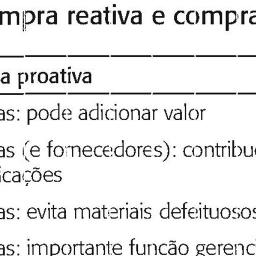 mpra reativa e compra
a proativa
as: pode adicionar valor
as (e fornecedores): contribu
icações
as: evita materiais defeituosos
as: importante função gerenci